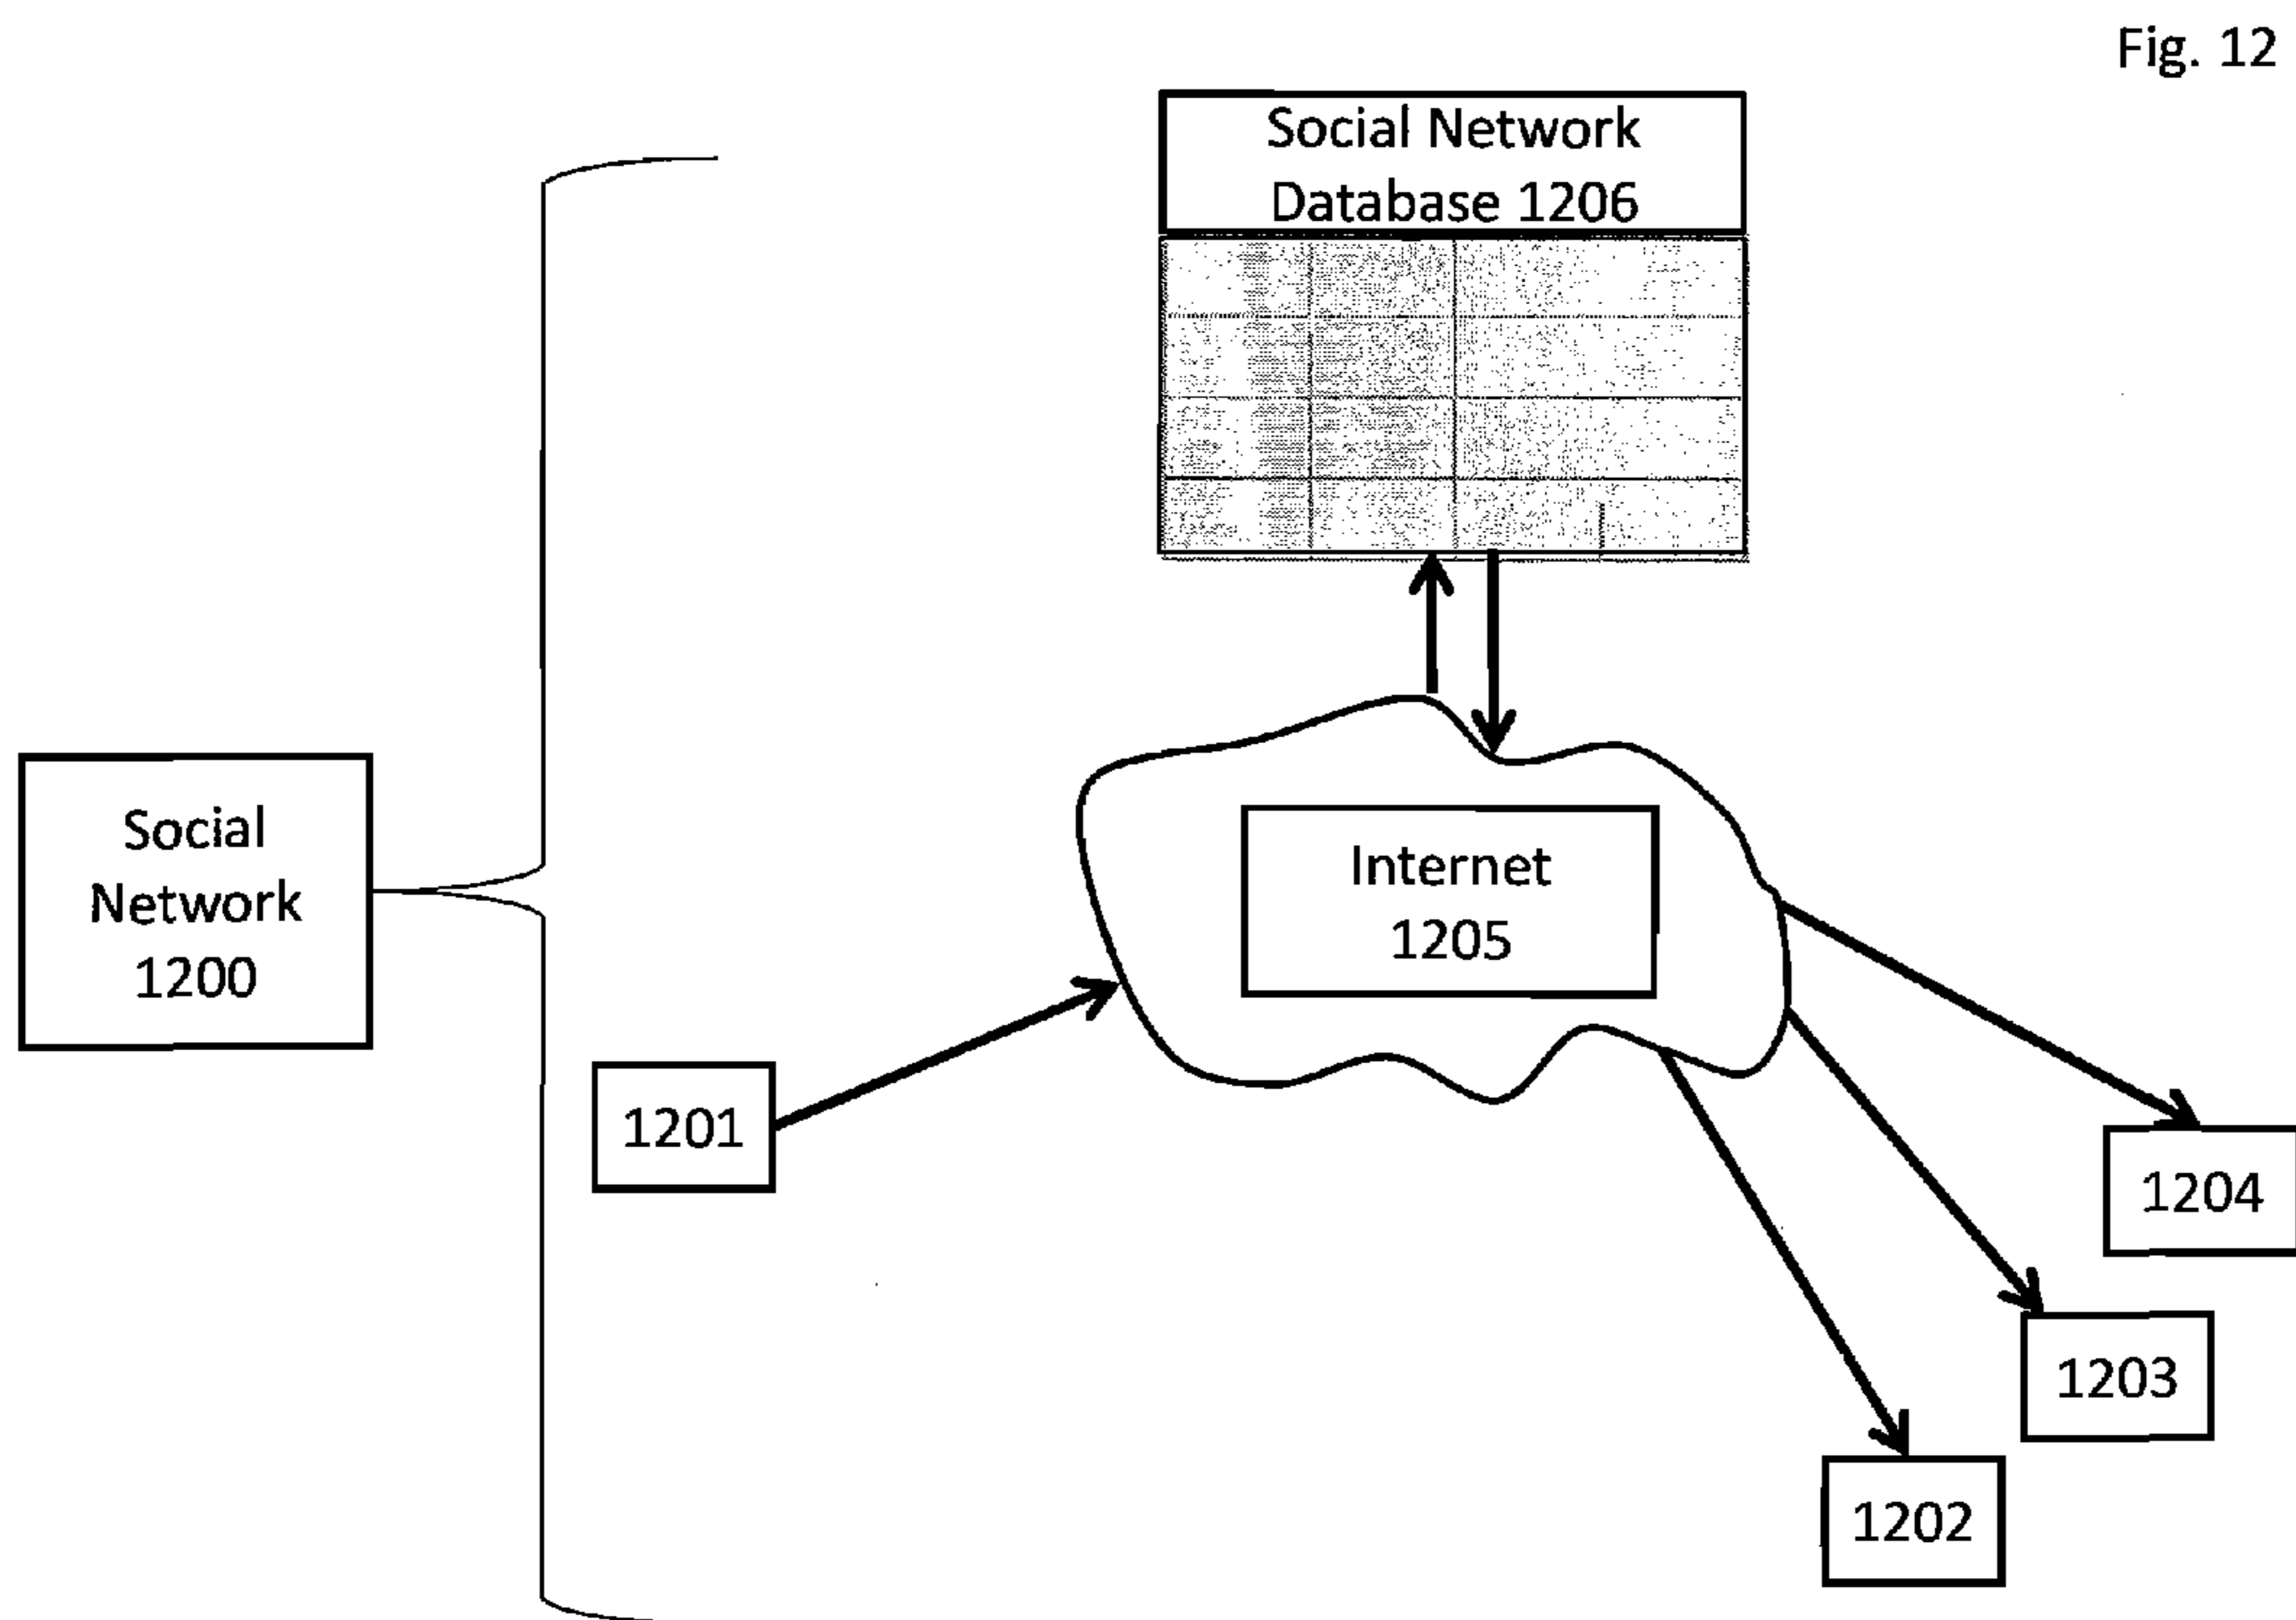 Fig. 12
Social Network
Database 1206
Social
Network
1200
Internet
1205
1201
1204
1203
1202